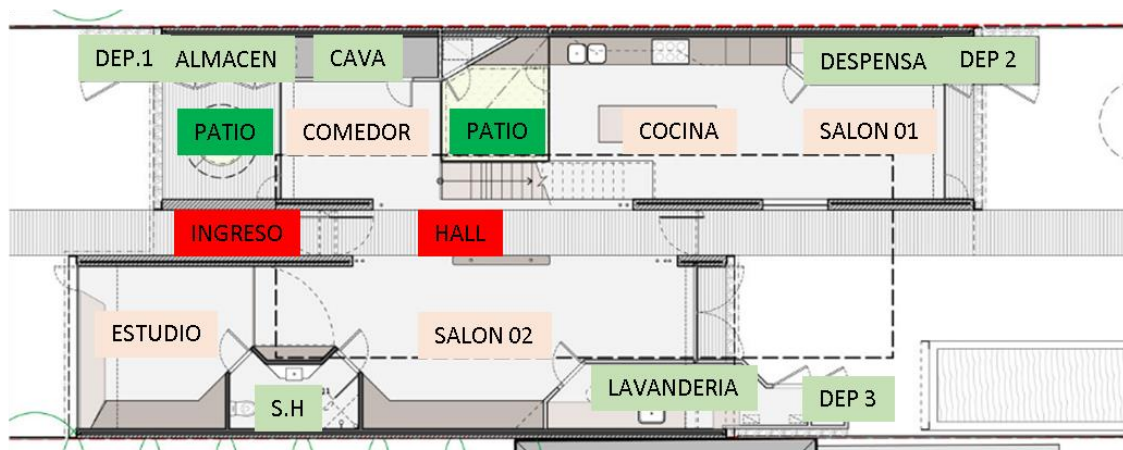 DEP.1
ALMACEN
CAVA
DESPENSA
DEP 2
PATIO
COMEDOR
PATIO
COCINA
SALON 01
INGRESO
HALL
ESTUDIO
SALON 02
S.H
LAVANDERIA
DEP 3